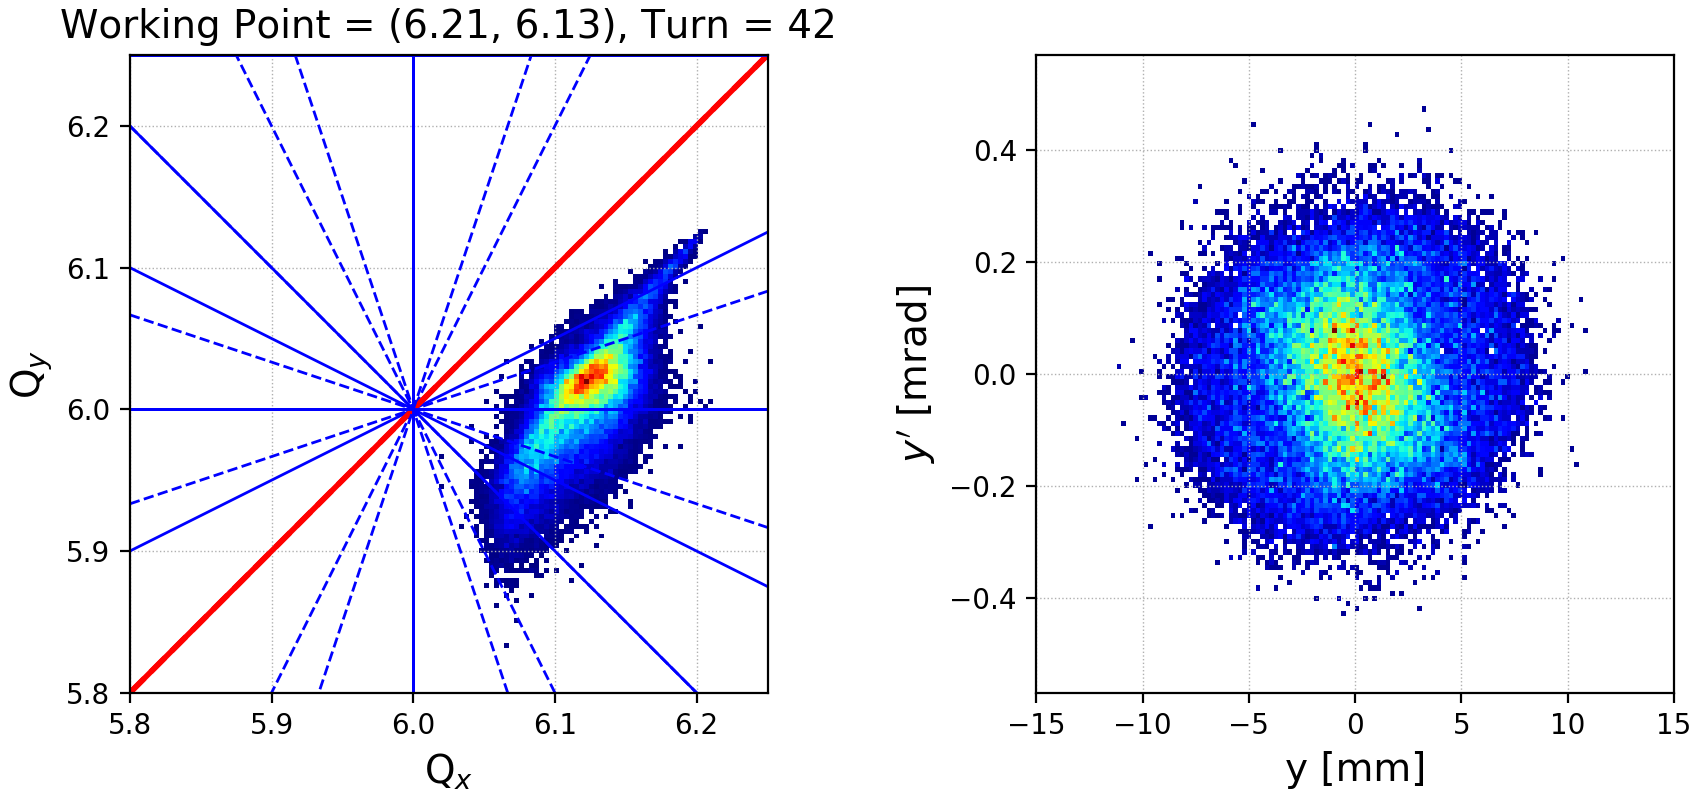 Working Point = (6.21, 6.13), Turn = 42
6.2
6.1
6.0
5.9
5.8
5.8 5.9 6.0 6.1 6.2
Qy
Qx
0.4
0.2
0.0
−0.2
−0.4
−15 −10 −5 0 5 10 15
y′ [mrad]
y [mm]